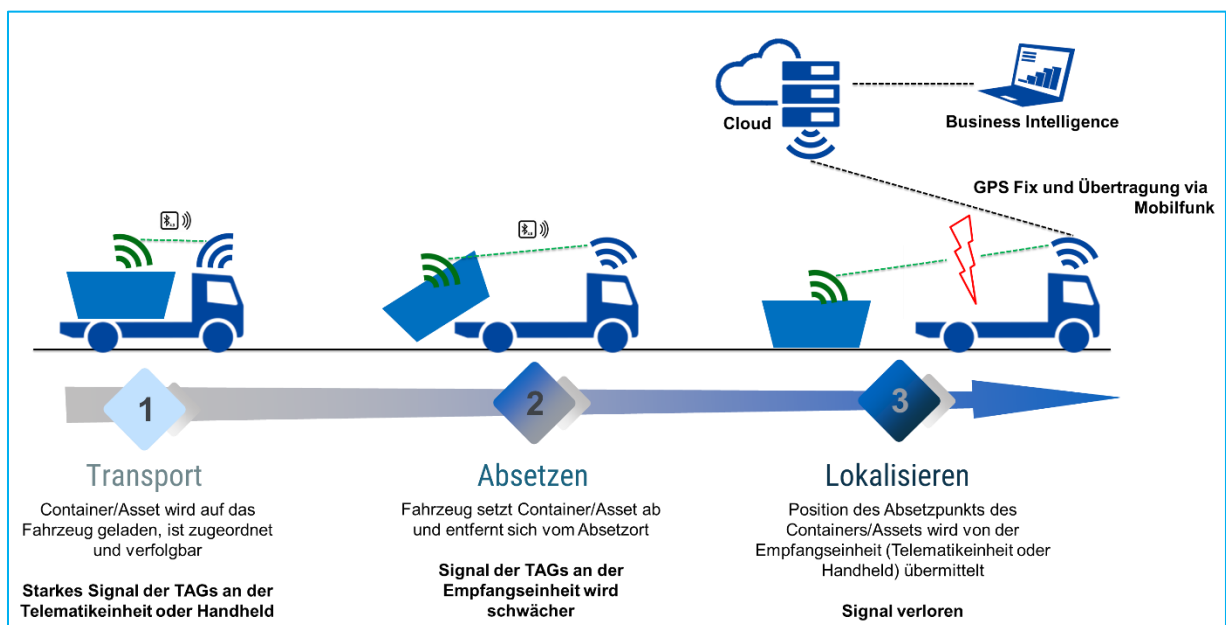 Cloud
Business Intelligence
GPS Fix und Übertragung via
Mobilfunk
1
2
3
Transport
Container/Asset wird auf das
Fahrzeug geladen, ist zugeordnet
und verfolgbar
Starkes Signal der TAGs an der
Telematikeinheit oder Handheld
Absetzen
Fahrzeug setzt Container/Asset ab
und entfernt sich vom Absetzort
Signal der TAGs an der
Empfangseinheit wird
schwächer
Lokalisieren
Position des Absetzpunkts des
Containers/Assets wird von der
Empfangseinheit (Telematikeinheit oder
Handheld) übermittelt
Signal verloren